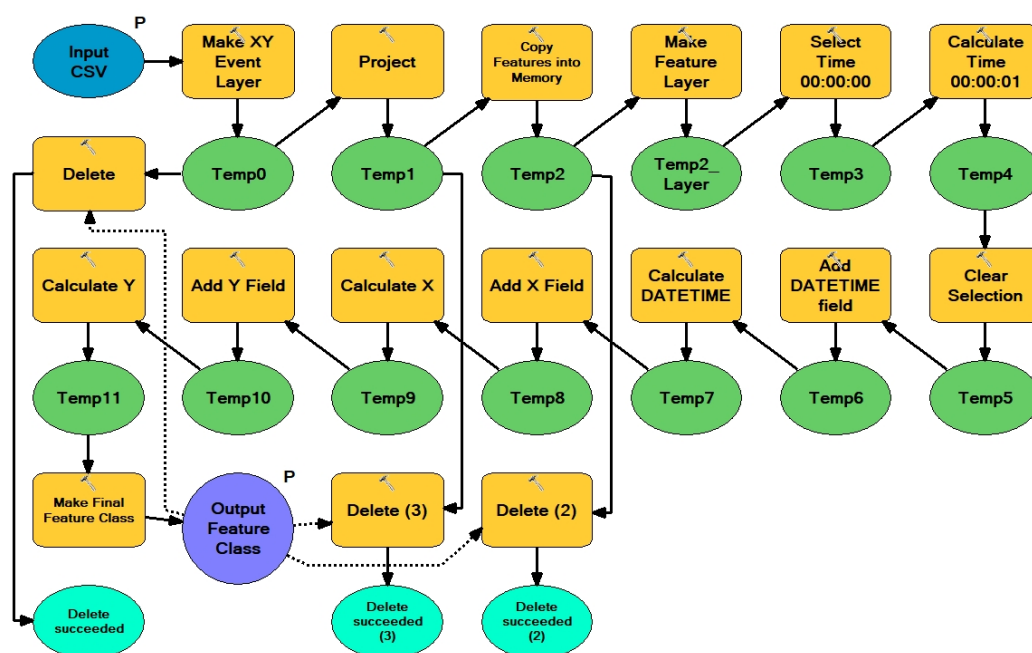 P
Input
CSV
Make XY
Event
Layer
Project
Copy
Features into
Memory
Make
Feature
Layer
Select
Time
00:00:00
Calculate
Time
00:00:01
Delete
Temp0
Temp1
Temp2
Temp2_
Layer
Temp3
Temp4
Calculate Y
Add Y Field
Calculate X
Add X Field
Calculate
DATETIME
Add
DATETIME
field
Clear
Selection
Temp11
Temp10
Temp9
Temp8
Temp7
Temp6
Temp5
Make Final
Feature Class
P
Output
Feature
Class
Delete (3)
Delete (2)
Delete
succeeded
Delete
succeeded
(3)
Delete
succeeded
(2)